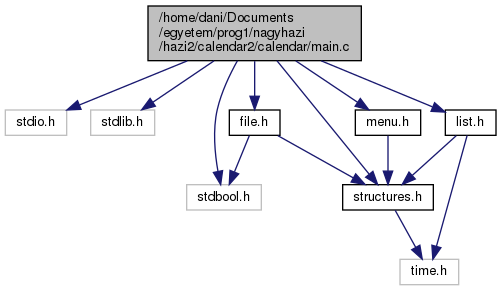 /home/dani/Documents
/egyetem/prog1/nagyhazi
/hazi2/calendar2/calendar/main.c
stdio.h
stdlib.h
file.h
menu.h
list.h
stdbool.h
structures.h
time.h